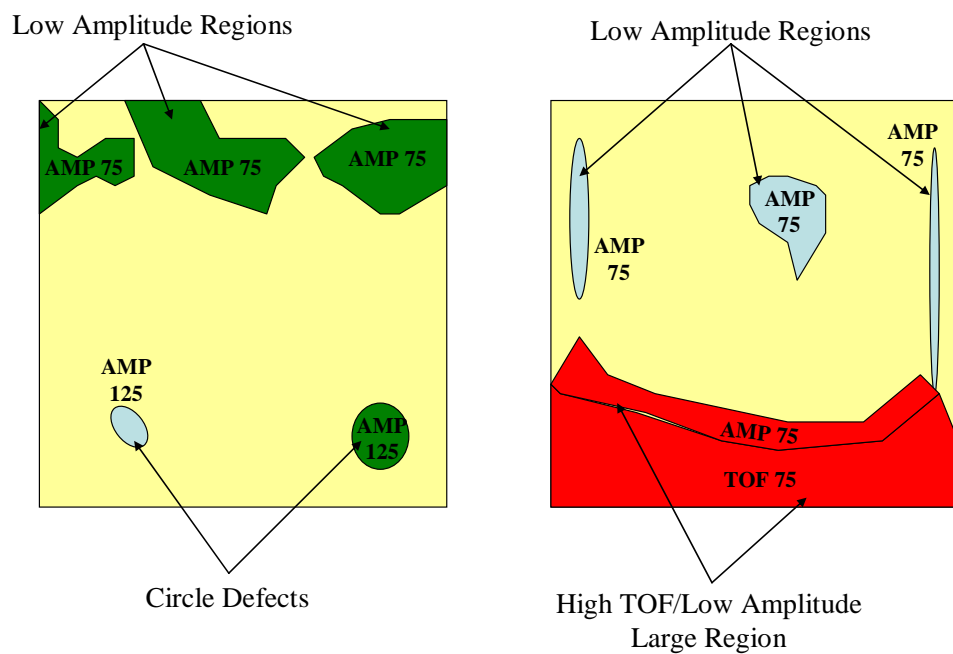 Low Amplitude Regions
AMP 75
AMP 75
AMP 75
AMP
125
AMP
125
Circle Defects
Low Amplitude Regions
AMP
75
AMP
75
AMP
75
AMP 75
TOF 75
High TOF/Low Amplitude
Large Region